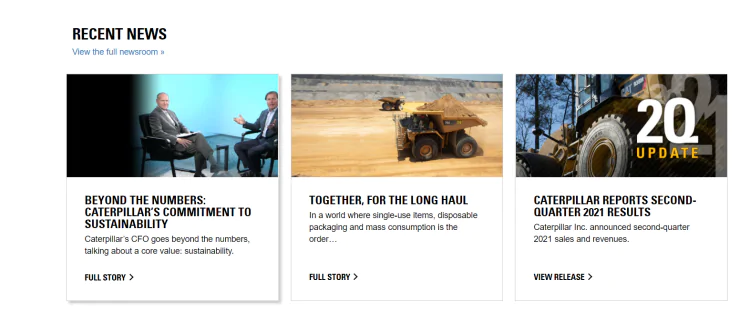 RECENT NEWS
View the full newsroom »
BEYOND THE NUMBERS:
CATERPILLAR'S COMMITMENT TO
SUSTAINABILITY
Caterpillar's CFO goes beyond the numbers,
talking about a core value: sustainability.
FULL STORY >
TOGETHER, FOR THE LONG HAUL
In a world where single-use items, disposable
packaging and mass consumption is the
order…
FULL STORY >
21
2Q
UPDATE
CATERPILLAR REPORTS SECOND-
QUARTER 2021 RESULTS
Caterpillar Inc. announced second-quarter
2021 sales and revenues.
VIEW RELEASE >